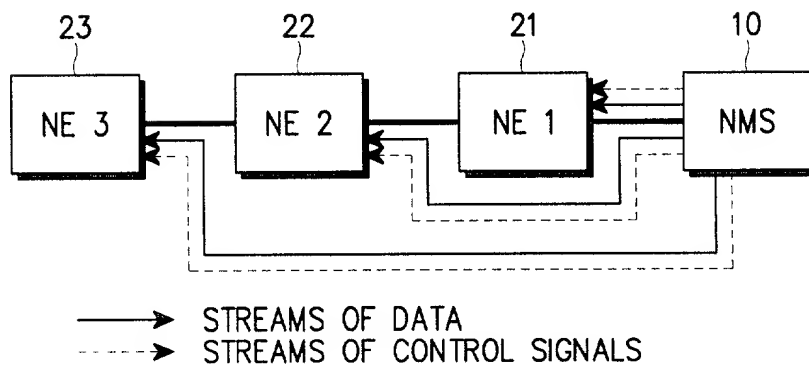 23 22 21 10
NE 3 NE 2 NE 1 NMS
STREAMS OF DATA
STREAMS OF CONTROL SIGNALS